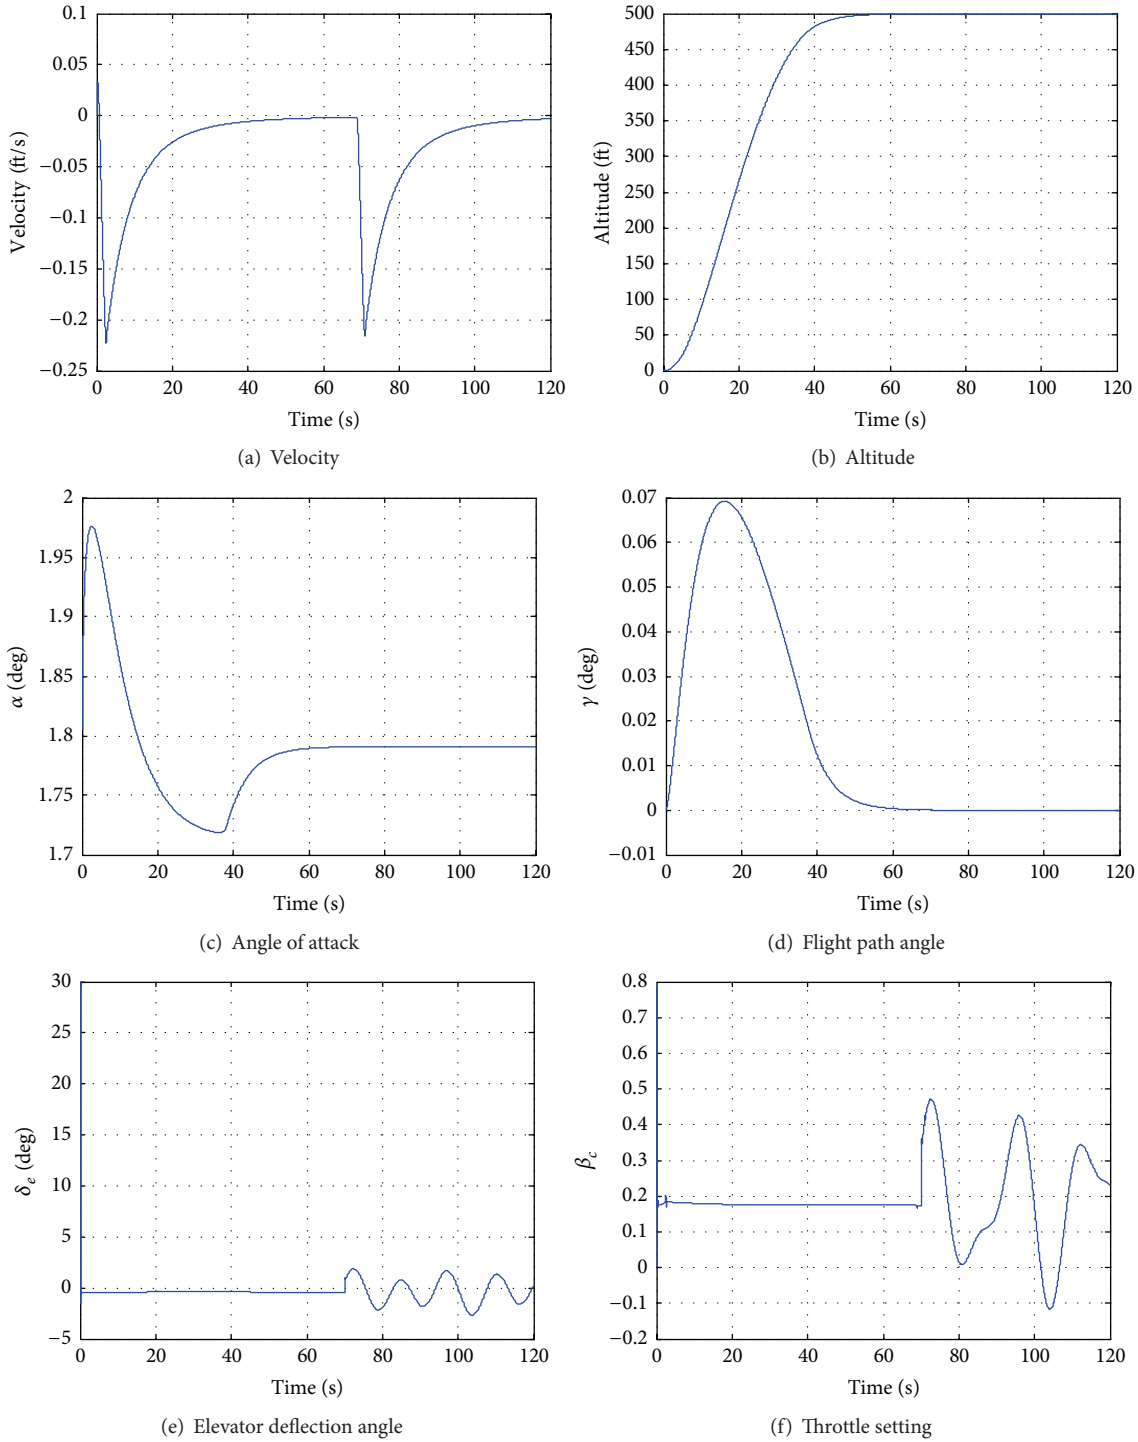 0.1
0.05
0
−0.05
−0.1
−0.15
−0.2
−0.25
Velocity (ft/s)
0 20 40 60 80 100 120
Time (s)
(a) Velocity
500
450
400
350
300
250
200
150
100
50
0
Altitude (ft)
0 20 40 60 80 100 120
Time (s)
(b) Altitude
2
1.95
1.9
1.85
1.8
1.75
1.7
α (deg)
0 20 40 60 80 100 120
Time (s)
(c) Angle of attack
0.07
0.06
0.05
0.04
0.03
0.02
0.01
0
−0.01
γ (deg)
0 20 40 60 80 100 120
Time (s)
(d) Flight path angle
30
25
20
15
10
5
0
−5
δe (deg)
0 20 40 60 80 100 120
Time (s)
(e) Elevator deflection angle
0.8
0.7
0.6
0.5
0.4
0.3
0.2
0.1
0
−0.1
−0.2
βc
0 20 40 60 80 100 120
Time (s)
(f) Throttle setting